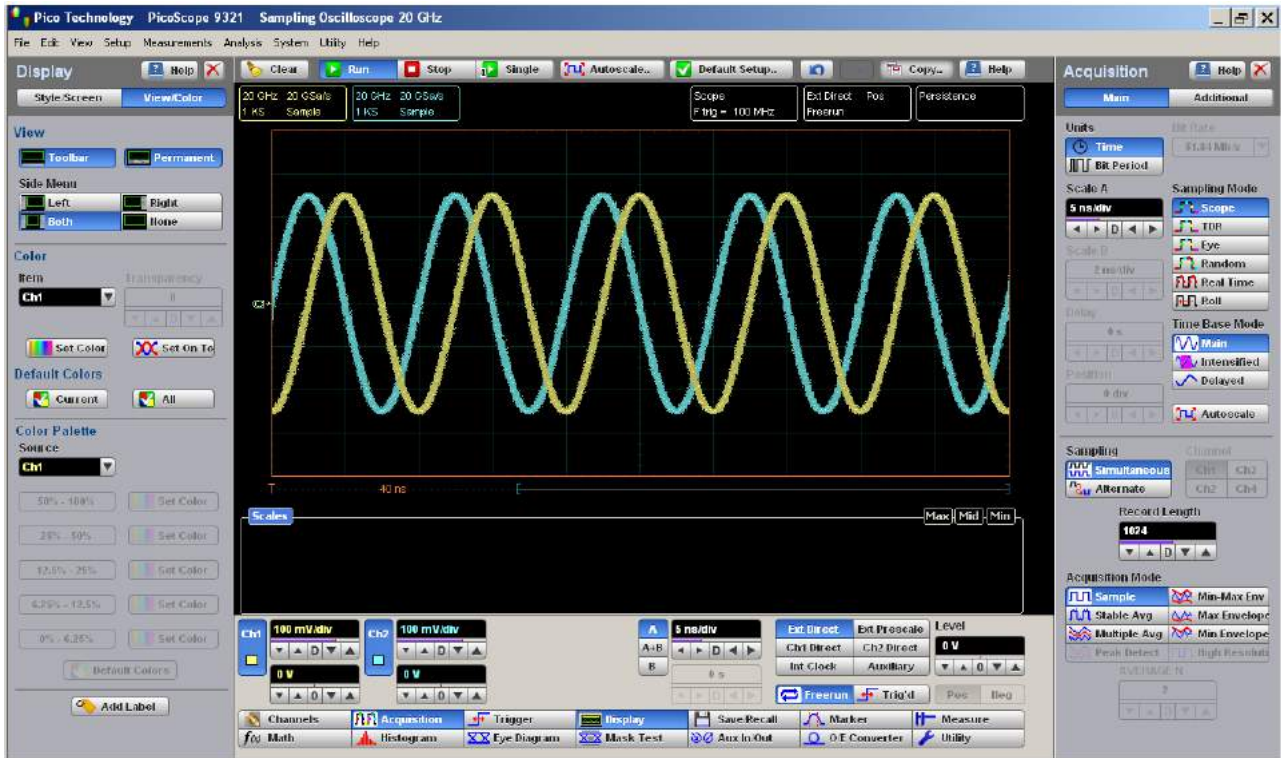 Pico Technology PicoScope 9321 Sampling Oscilloscope 20 GHz
File Edit View Setup Measurements Analysis System Utility Help
Display Help
Style/Screen View/Color
View
Toolbar Permanent
Side Menu
Left Right
Both None
Color
Item Transparency
Ch1 0
Set Color Set On To
Default Colors
Current All
Color Palette
Source
Ch1
50% - 100% Set Color
25% - 50% Set Color
12.5% - 25% Set Color
6.25% - 12.5% Set Color
0% - 6.25% Set Color
Default Colors
Add Label
Clear Run Stop Single Autoscale.. Default Setup.. Copy.. Help
20 GHz 20 GSa/s 20 GHz 20 GSa/s Scope Ext Direct Pos Persistence
1 KS Sample 1 KS Sample F trig = 100 MHz Freerun
T 40 ns
Scales Max Mid Min
Ch1 100 mV/div Ch2 100 mV/div A 5 ns/div Ext Direct Ext Prescale Level
D D A+B D Ch1 Direct Ch2 Direct 0 V
0 V 0 V B 0 s Int Clock Auxiliary 0
0 0 D Freerun Trig'd Pos Neg
Channels Acquisition Trigger Display Save/Recall Marker Measure
f(x) Math Histogram Eye Diagram Mask Test Aux In/Out O/E Converter Utility
Acquisition Help
Main Additional
Units Bit Rate
Time 51.84 Mb/s
Bit Period
Scale A Sampling Mode
5 ns/div Scope
D TDR
Scale B Eye
2 ns/div Random
D Real Time
Delay Roll
0 s Time Base Mode
D Main
Position Intensified
0 div Delayed
D Autoscale
Sampling Channel
Simultaneous Ch1 Ch3
Alternate Ch2 Ch4
Record Length
1024
D
Acquisition Mode
Sample Min-Max Env
Stable Avg Max Envelope
Multiple Avg Min Envelope
Peak Detect High Resoluti
AVERAGE N
2
D